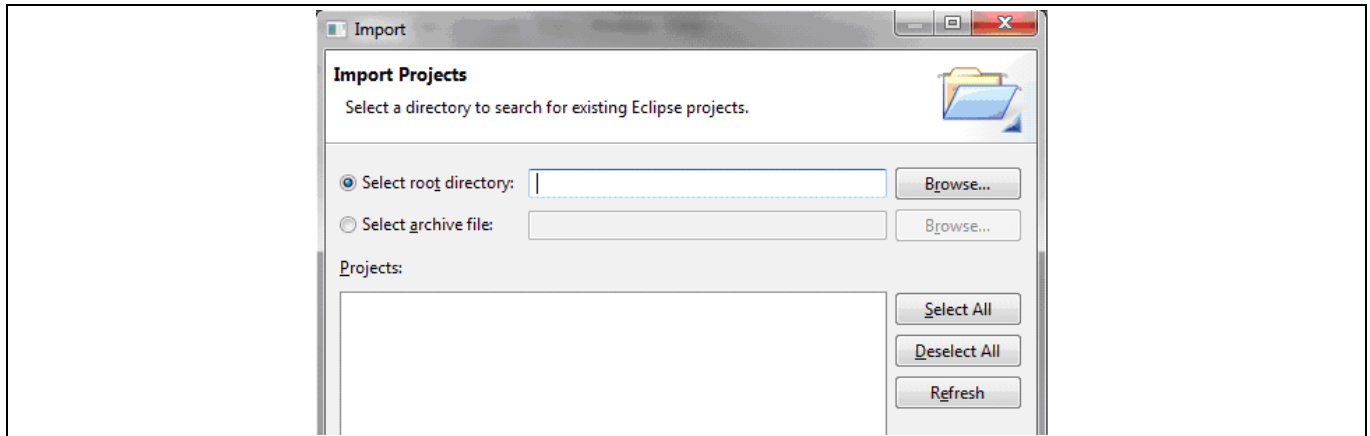 Import
Import Projects
Select a directory to search for existing Eclipse projects.
Select root directory:
Browse...
Select archive file:
Browse...
Projects:
Select All
Deselect All
Refresh